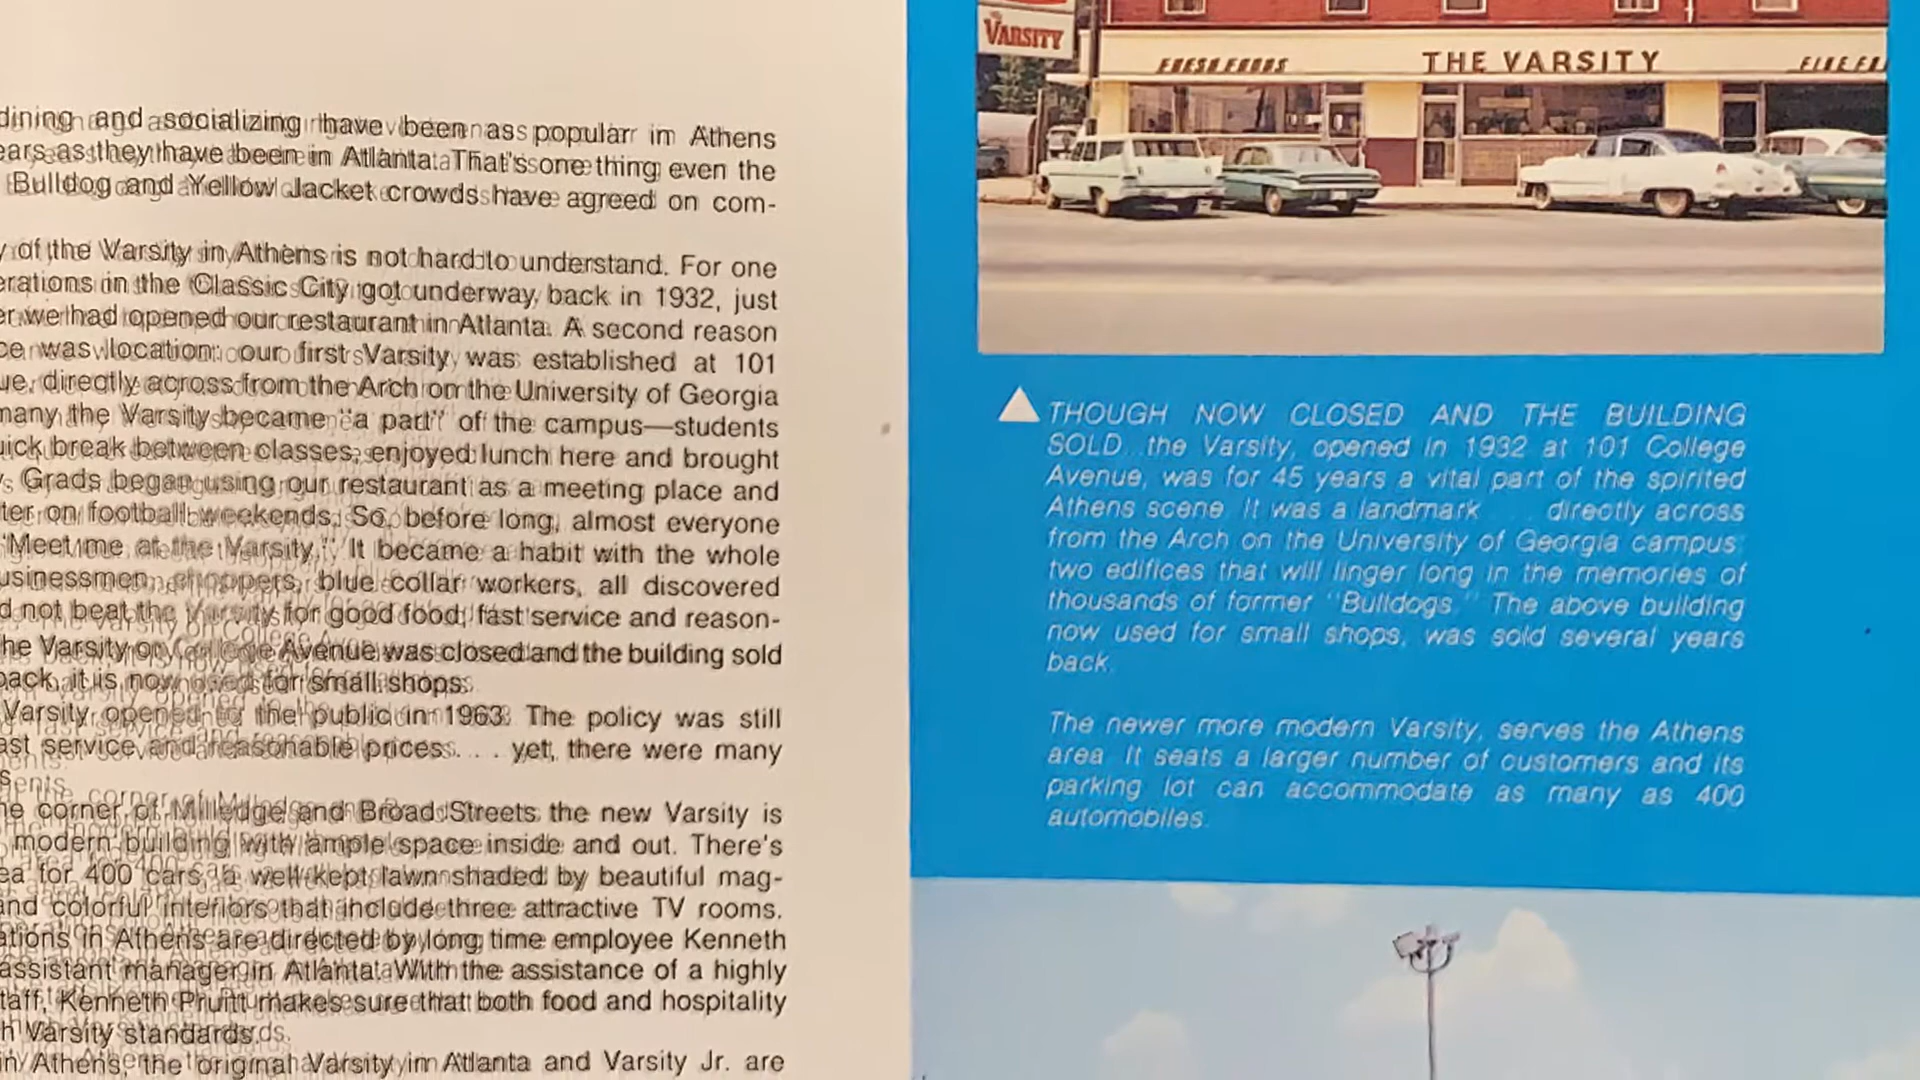 dining and socializing have been as popular in Athens
as they have been in Atlanta. That's one thing even the
Bulldog and Yellow Jacket crowds have agreed on com-
of the Varsity in Athens is not hard to understand. For one
in the Classic City got underway back in 1932, just
we had opened our restaurant in Atlanta. A second reason
was location: our first Varsity was established at 101
directly across from the Arch on the University of Georgia
many the Varsity became "a part" of the campus—students
break between classes, enjoyed lunch here and brought
Grads began using our restaurant as a meeting place and
on football weekends. So, before long, almost everyone
"Meet me at the Varsity." It became a habit with the whole
shoppers, blue collar workers, all discovered
not beat the Varsity for good food, fast service and reason-
Varsity on College Avenue was closed and the building sold
back, it is now used for small shops.
Varsity opened to the public in 1963. The policy was still
service and reasonable prices . . . yet, there were many
corner of Milledge and Broad Streets the new Varsity is
modern building with ample space inside and out. There's
for 400 cars, a well kept lawn shaded by beautiful mag-
and colorful interiors that include three attractive TV rooms.
in Athens are directed by long time employee Kenneth
assistant manager in Atlanta. With the assistance of a highly
Kenneth Pruitt makes sure that both food and hospitality
Varsity standards.
in Athens, the original Varsity in Atlanta and Varsity Jr. are
VARSITY
FRESH FOODS THE VARSITY
THOUGH NOW CLOSED AND THE BUILDING
SOLD the Varsity, opened in 1932 at 101 College
Avenue, was for 45 years a vital part of the spirited
Athens scene. It was a landmark directly across
from the Arch on the University of Georgia campus;
two edifices that will linger long in the memories of
thousands of former "Bulldogs." The above building
now used for small shops, was sold several years
back.
The newer more modern Varsity, serves the Athens
area. It seats a larger number of customers and its
parking lot can accommodate as many as 400
automobiles.